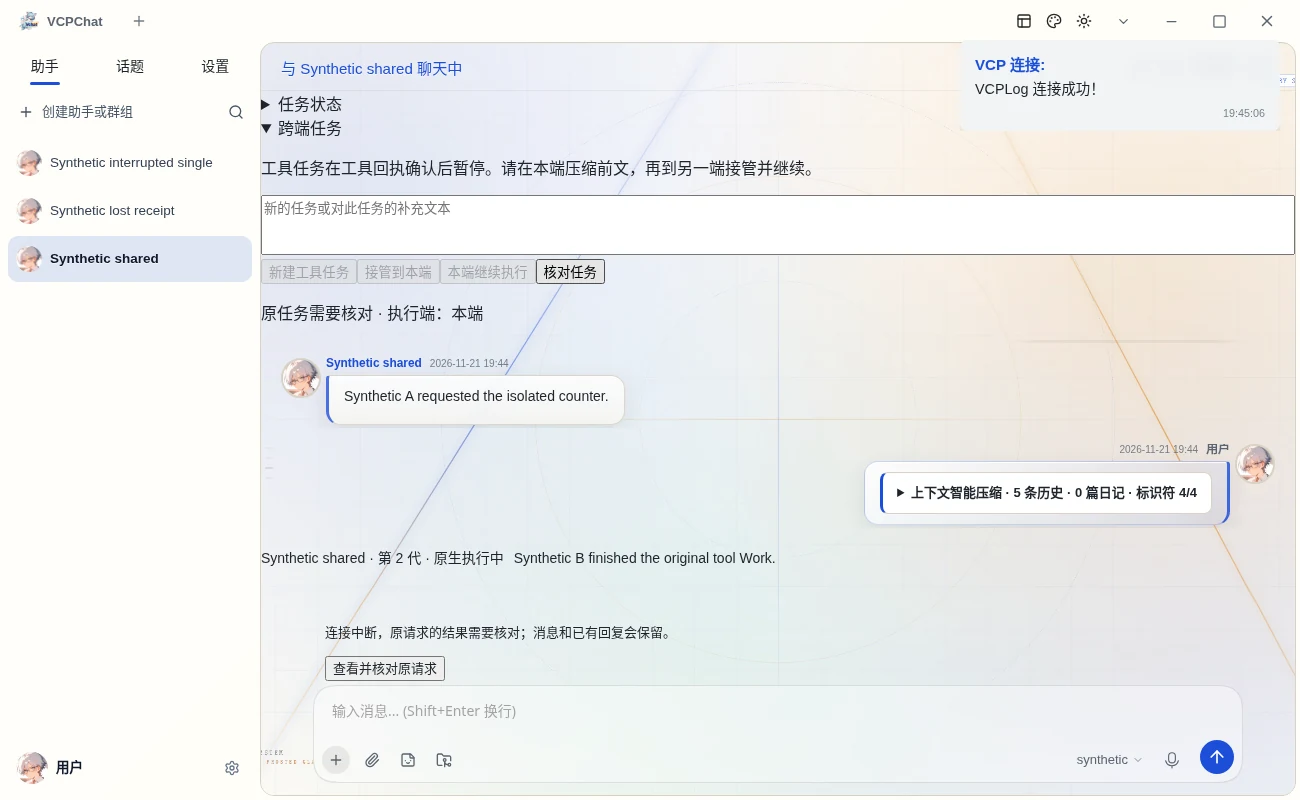 VCPChat
助手
话题
设置
创建助手或群组
Synthetic interrupted single
Synthetic lost receipt
Synthetic shared
用户
与 Synthetic shared 聊天中
VCP 连接:
VCPLog 连接成功!
19:45:06
任务状态
跨端任务
工具任务在工具回执确认后暂停。请在本端压缩前文，再到另一端接管并继续。
新的任务或对此任务的补充文本
新建工具任务 接管到本端 本端继续执行 核对任务
原任务需要核对 · 执行端：本端
Synthetic shared 2026-11-21 19:44
Synthetic A requested the isolated counter.
2026-11-21 19:44 用户
上下文智能压缩 · 5 条历史 · 0 篇日记 · 标识符 4/4
Synthetic shared · 第 2 代 · 原生执行中 Synthetic B finished the original tool Work.
连接中断，原请求的结果需要核对；消息和已有回复会保留。
查看并核对原请求
输入消息... (Shift+Enter 换行)
synthetic